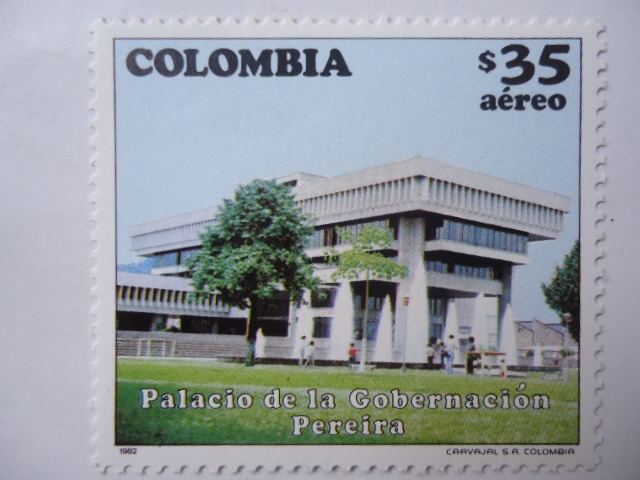 COLOMBIA
$35
aéreo
Palacio de la Gobernación
Pereira
1982
CARVAJAL S.A. COLOMBIA